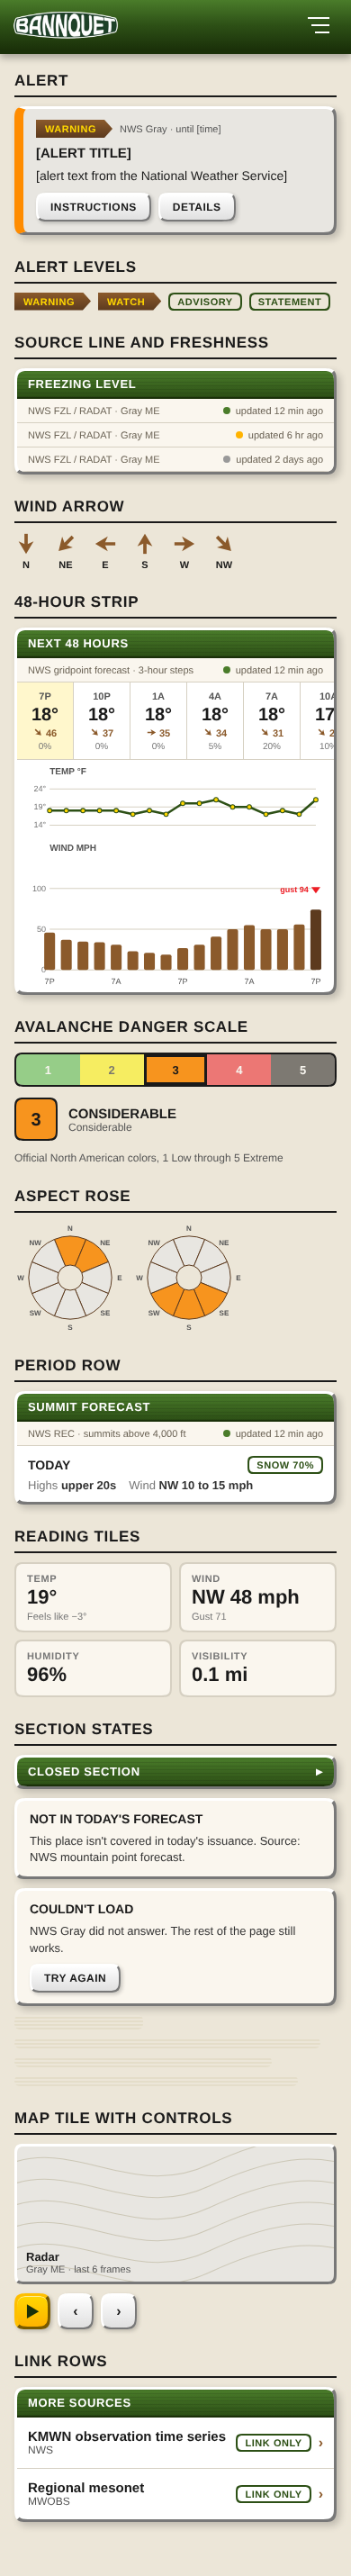 BANNQUET
ALERT
WARNING NWS Gray · until [time]
[ALERT TITLE]
[alert text from the National Weather Service]
INSTRUCTIONS DETAILS
ALERT LEVELS
WARNING WATCH ADVISORY STATEMENT
SOURCE LINE AND FRESHNESS
FREEZING LEVEL
NWS FZL / RADAT · Gray ME updated 12 min ago
NWS FZL / RADAT · Gray ME updated 6 hr ago
NWS FZL / RADAT · Gray ME updated 2 days ago
WIND ARROW
N NE E S W NW
48-HOUR STRIP
NEXT 48 HOURS
NWS gridpoint forecast · 3-hour steps updated 12 min ago
7P 10P 1A 4A 7A 10A
18° 18° 18° 18° 18° 17
46 37 35 34 31 2
0% 0% 0% 5% 20% 10%
TEMP °F
24°
19°
14°
WIND MPH
100 gust 94
50
0
7P 7A 7P 7A 7P
AVALANCHE DANGER SCALE
1 2 3 4 5
3 CONSIDERABLE
Considerable
Official North American colors, 1 Low through 5 Extreme
ASPECT ROSE
N N
NW NE NW NE
W E W E
SW SE SW SE
S S
PERIOD ROW
SUMMIT FORECAST
NWS REC · summits above 4,000 ft updated 12 min ago
TODAY SNOW 70%
Highs upper 20s Wind NW 10 to 15 mph
READING TILES
TEMP WIND
19° NW 48 mph
Feels like −3° Gust 71
HUMIDITY VISIBILITY
96% 0.1 mi
SECTION STATES
CLOSED SECTION
NOT IN TODAY'S FORECAST
This place isn't covered in today's issuance. Source:
NWS mountain point forecast.
COULDN'T LOAD
NWS Gray did not answer. The rest of the page still
works.
TRY AGAIN
MAP TILE WITH CONTROLS
Radar
Gray ME · last 6 frames
LINK ROWS
MORE SOURCES
KMWN observation time series LINK ONLY
NWS
Regional mesonet LINK ONLY
MWOBS